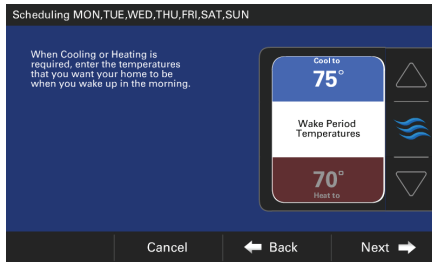 Scheduling MON,TUE,WED,THU,FRI,SAT,SUN
When Cooling or Heating is
required, enter the temperatures
that you want your home to be
when you wake up in the morning.
Cool to
75°
Wake Period
Temperatures
70°
Heat to
Cancel
Back
Next